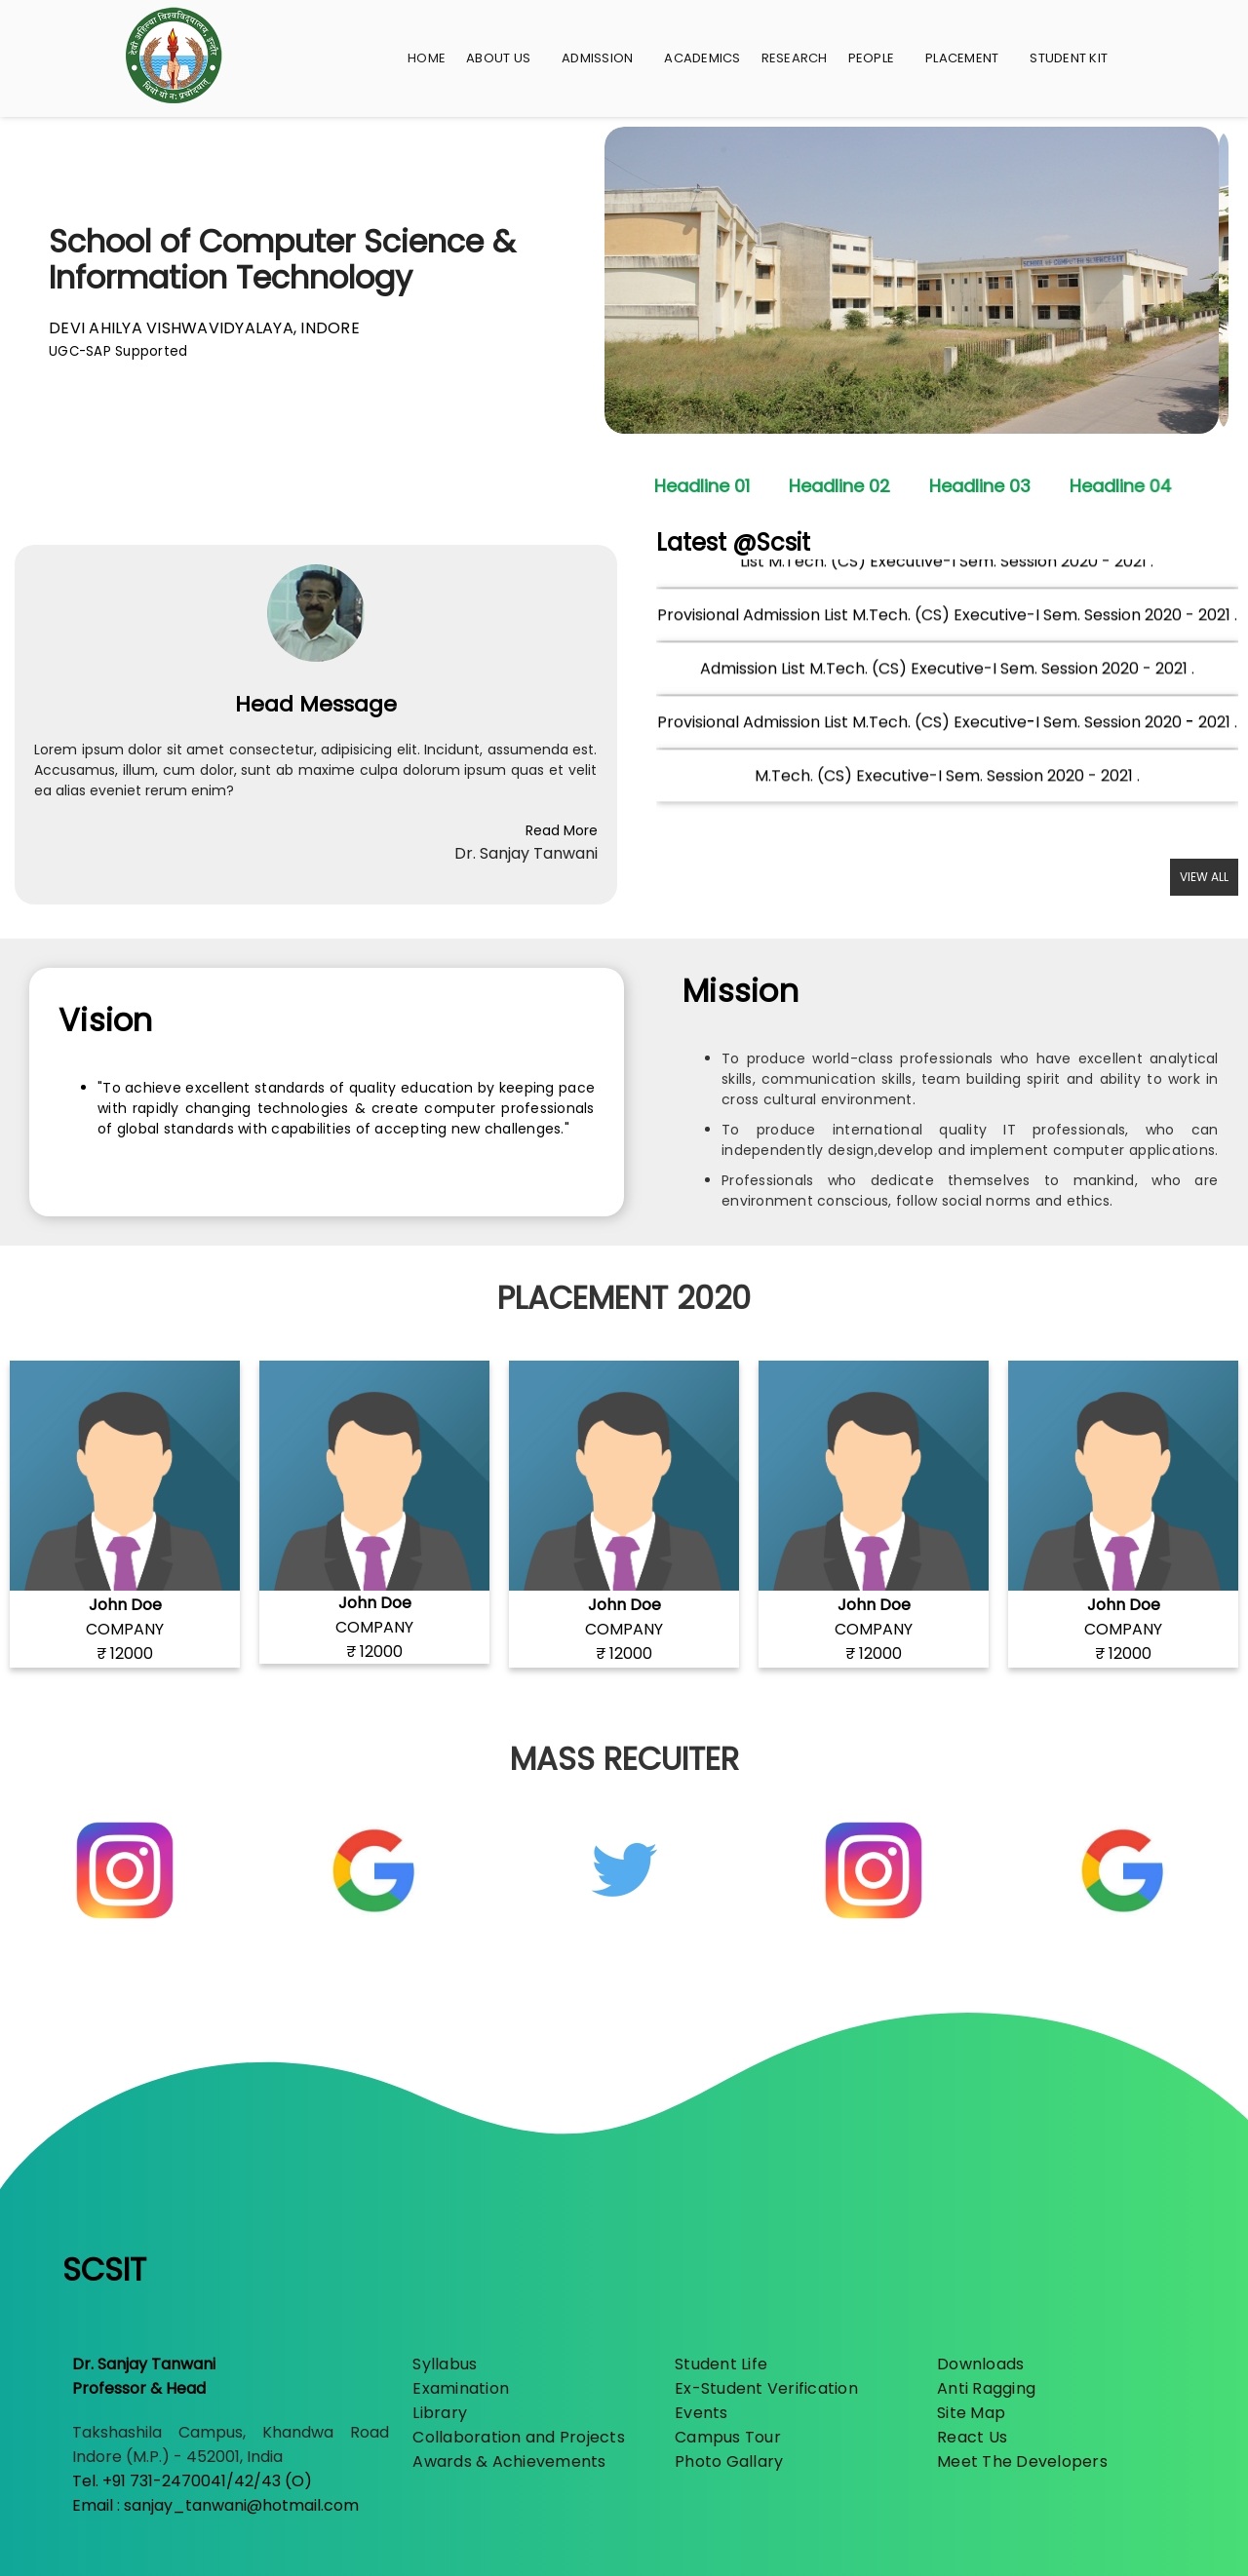 देवी अहिल्या विश्वविद्यालय, इन्दौर
धियो यो नः प्रचोदयात्
HOME ABOUT US ADMISSION ACADEMICS RESEARCH PEOPLE PLACEMENT STUDENT KIT
School of Computer Science &
Information Technology
DEVI AHILYA VISHWAVIDYALAYA, INDORE
UGC-SAP Supported
SCHOOL OF COMPUTER SCIENCE & IT
Headline 01 Headline 02 Headline 03 Headline 04
Head Message
Lorem ipsum dolor sit amet consectetur, adipisicing elit. Incidunt, assumenda est.
Accusamus, illum, cum dolor, sunt ab maxime culpa dolorum ipsum quas et velit
ea alias eveniet rerum enim?
Read More
Dr. Sanjay Tanwani
Latest @Scsit
List M.Tech. (CS) Executive-I Sem. Session 2020 - 2021 .
Provisional Admission List M.Tech. (CS) Executive-I Sem. Session 2020 - 2021 .
Admission List M.Tech. (CS) Executive-I Sem. Session 2020 - 2021 .
Provisional Admission List M.Tech. (CS) Executive-I Sem. Session 2020 - 2021 .
M.Tech. (CS) Executive-I Sem. Session 2020 - 2021 .
VIEW ALL
Vision
"To achieve excellent standards of quality education by keeping pace
with rapidly changing technologies & create computer professionals
of global standards with capabilities of accepting new challenges."
Mission
To produce world-class professionals who have excellent analytical
skills, communication skills, team building spirit and ability to work in
cross cultural environment.
To produce international quality IT professionals, who can
independently design,develop and implement computer applications.
Professionals who dedicate themselves to mankind, who are
environment conscious, follow social norms and ethics.
PLACEMENT 2020
John Doe
COMPANY
₹ 12000
John Doe
COMPANY
₹ 12000
John Doe
COMPANY
₹ 12000
John Doe
COMPANY
₹ 12000
John Doe
COMPANY
₹ 12000
MASS RECUITER
SCSIT
Dr. Sanjay Tanwani
Professor & Head
Takshashila Campus, Khandwa Road
Indore (M.P.) - 452001, India
Tel. +91 731-2470041/42/43 (O)
Email : sanjay_tanwani@hotmail.com
Syllabus
Examination
Library
Collaboration and Projects
Awards & Achievements
Student Life
Ex-Student Verification
Events
Campus Tour
Photo Gallary
Downloads
Anti Ragging
Site Map
React Us
Meet The Developers